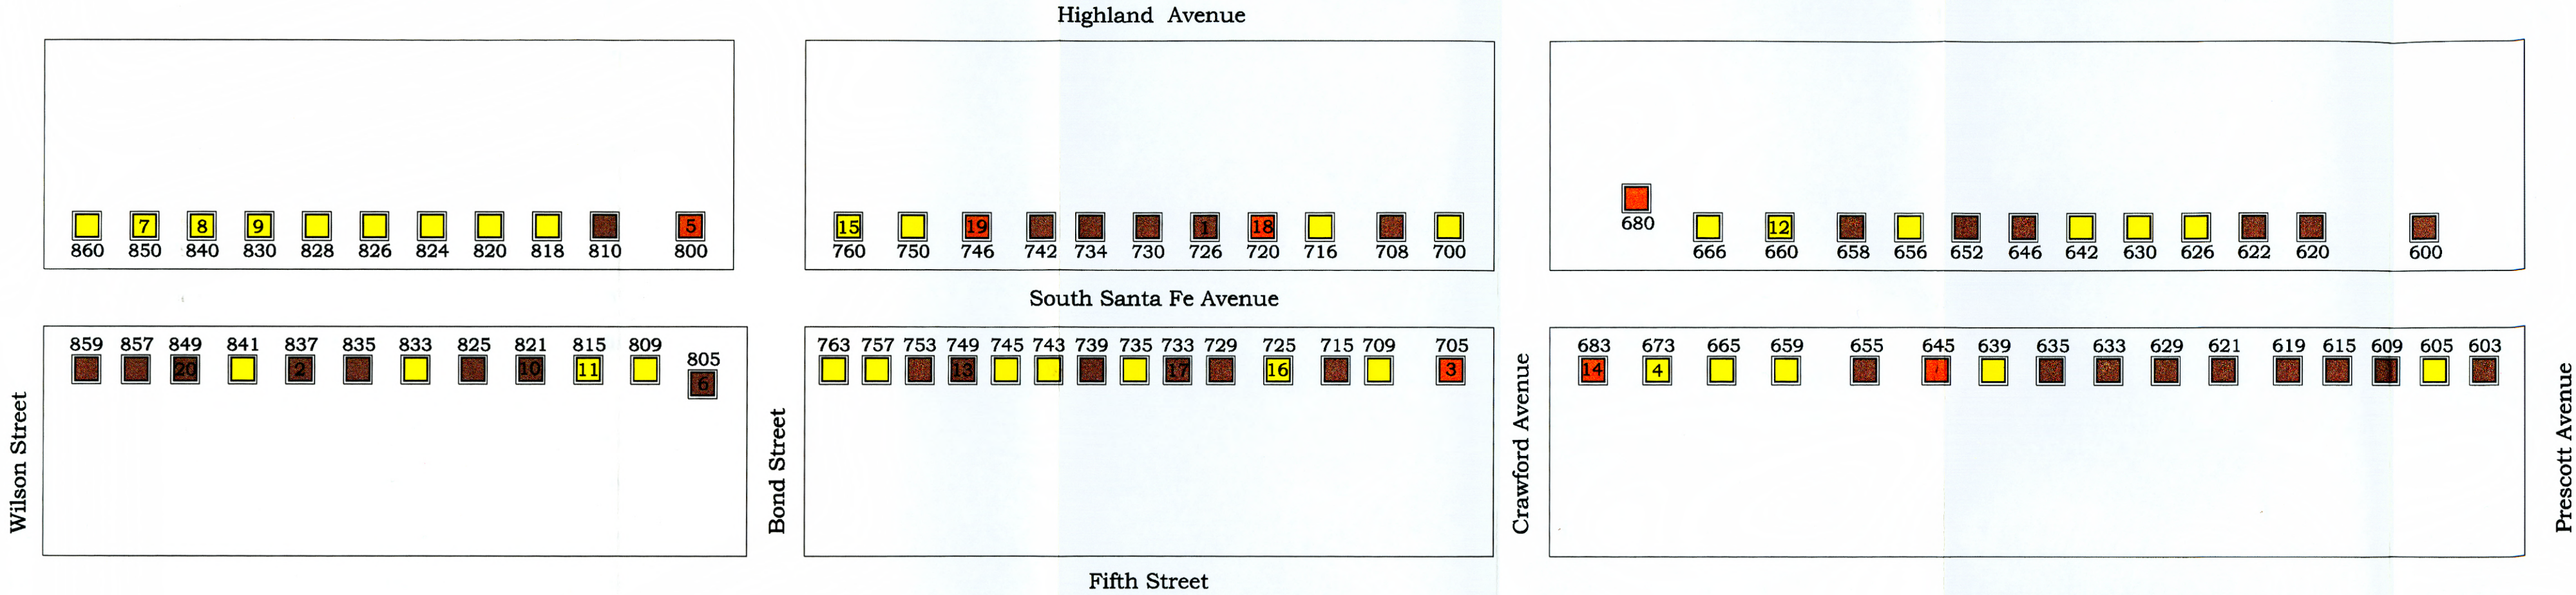 Highland Avenue
7 8 9 5
860 850 840 830 828 826 824 820 818 810 800
15 19 1 18
760 750 746 742 734 730 726 720 716 708 700
680
12
666 660 658 656 652 646 642 630 626 622 620 600
South Santa Fe Avenue
859 857 849 841 837 835 833 825 821 815 809
805
20 2 10 11
6
763 757 753 749 745 743 739 735 733 729 725 715 709 705
13 17 16 3
683 673 665 659 655 645 639 635 633 629 621 619 615 609 605 603
14 4
Wilson Street
Bond Street
Crawford Avenue
Prescott Avenue
Fifth Street